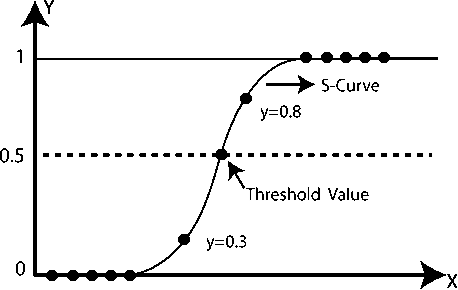 Y
1
S-Curve
y=0.8
0.5
Threshold Value
y=0.3
0
X